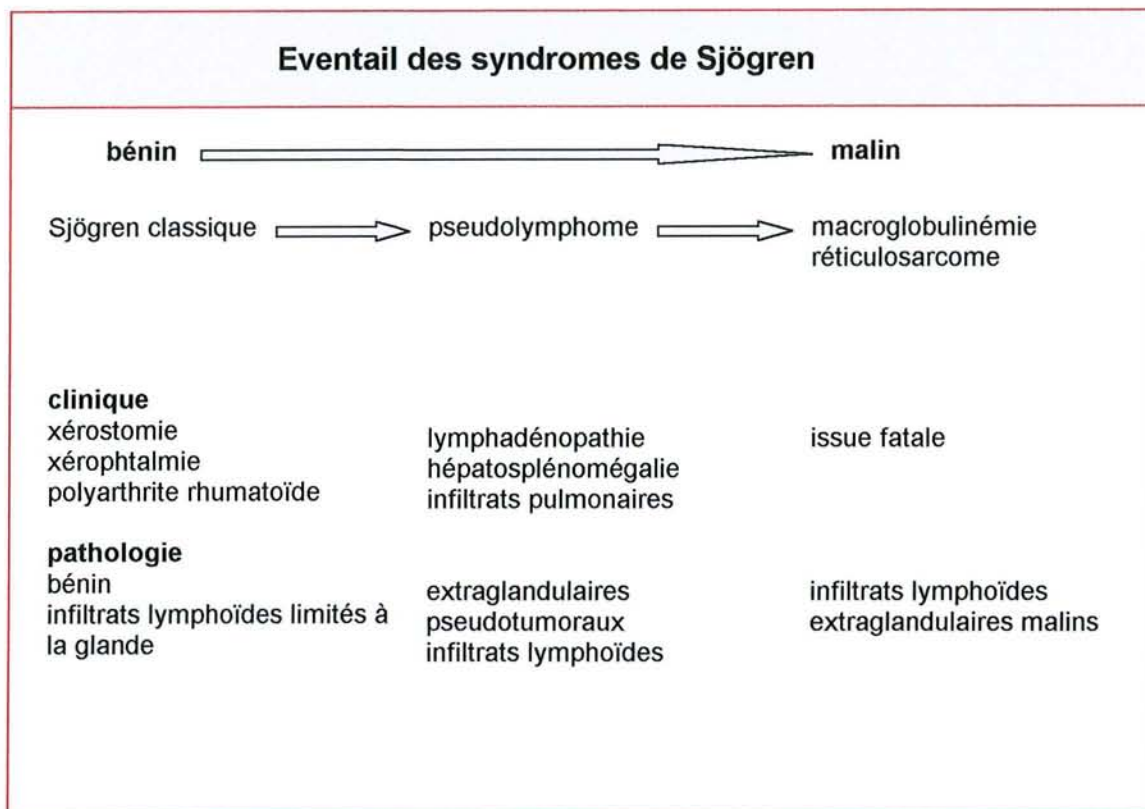 Eventail des syndromes de Sjögren
bénin malin
Sjögren classique pseudolymphome macroglobulinémie
réticulosarcome
clinique
xérostomie
xérophtalmie
polyarthrite rhumatoïde
lymphadénopathie
hépatosplénomégalie
infiltrats pulmonaires
issue fatale
pathologie
bénin
infiltrats lymphoïdes limités à
la glande
extraglandulaires
pseudotumoraux
infiltrats lymphoïdes
infiltrats lymphoïdes
extraglandulaires malins